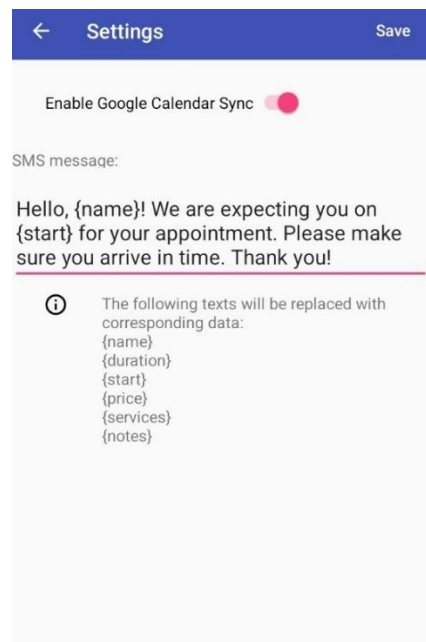 Settings
Save
Enable Google Calendar Sync
SMS message:
Hello, {name}! We are expecting you on
{start} for your appointment. Please make
sure you arrive in time. Thank you!
The following texts will be replaced with
corresponding data:
{name}
{duration}
{start}
{price}
{services}
{notes}